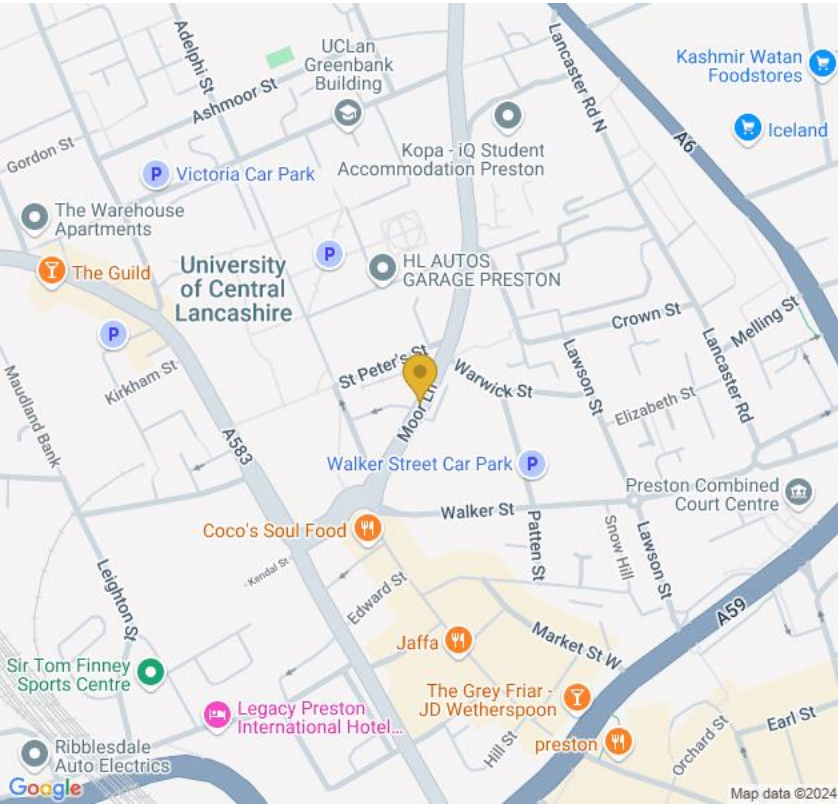 Adelphi St
UCLan
Greenbank
Building
Lancaster Rd N
Kashmir Watan
Foodstores
Ashmoor St
Iceland
A6
Gordon St
Kopa - iQ Student
Accommodation Preston
P
Victoria Car Park
The Warehouse
Apartments
P
HL AUTOS
GARAGE PRESTON
The Guild
University
of Central
Lancashire
P
Crown St
Melling St
Lancaster Rd
St Peter's St
Warwick St
Lawson St
Kirkham St
Maudland Bank
Elizabeth St
Moor Ln
A583
Walker Street Car Park
P
Preston Combined
Court Centre
Walker St
Coco's Soul Food
Patten St
Snow Hill
Lawson St
Leighton St
Kendal St
Edward St
A59
Jaffa
Market St W
Sir Tom Finney
Sports Centre
The Grey Friar -
JD Wetherspoon
Legacy Preston
International Hotel...
Earl St
Orchard St
Hill St
preston
Ribblesdale
Auto Electrics
Google
Map data ©2024